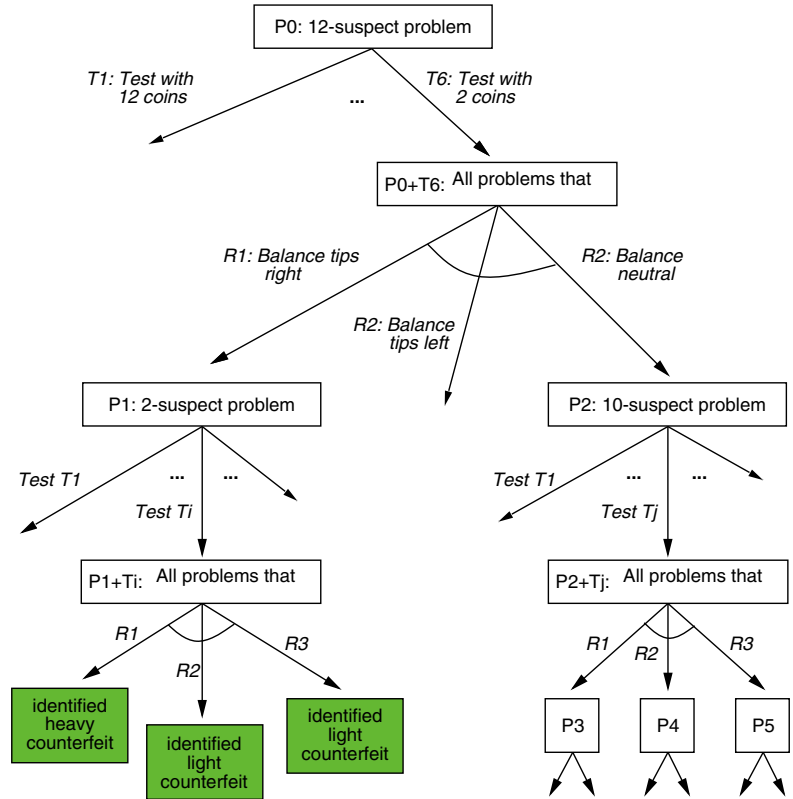 P0: 12-suspect problem
T1: Test with
12 coins
...
T6: Test with
2 coins
P0+T6: All problems that
R1: Balance tips
right
R2: Balance
tips left
R2: Balance
neutral
P1: 2-suspect problem
P2: 10-suspect problem
Test T1
...
...
Test Ti
Test T1
...
...
Test Tj
P1+Ti: All problems that
P2+Tj: All problems that
R1
R2
R3
R1
R2
R3
identified
heavy
counterfeit
identified
light
counterfeit
identified
light
counterfeit
P3
P4
P5